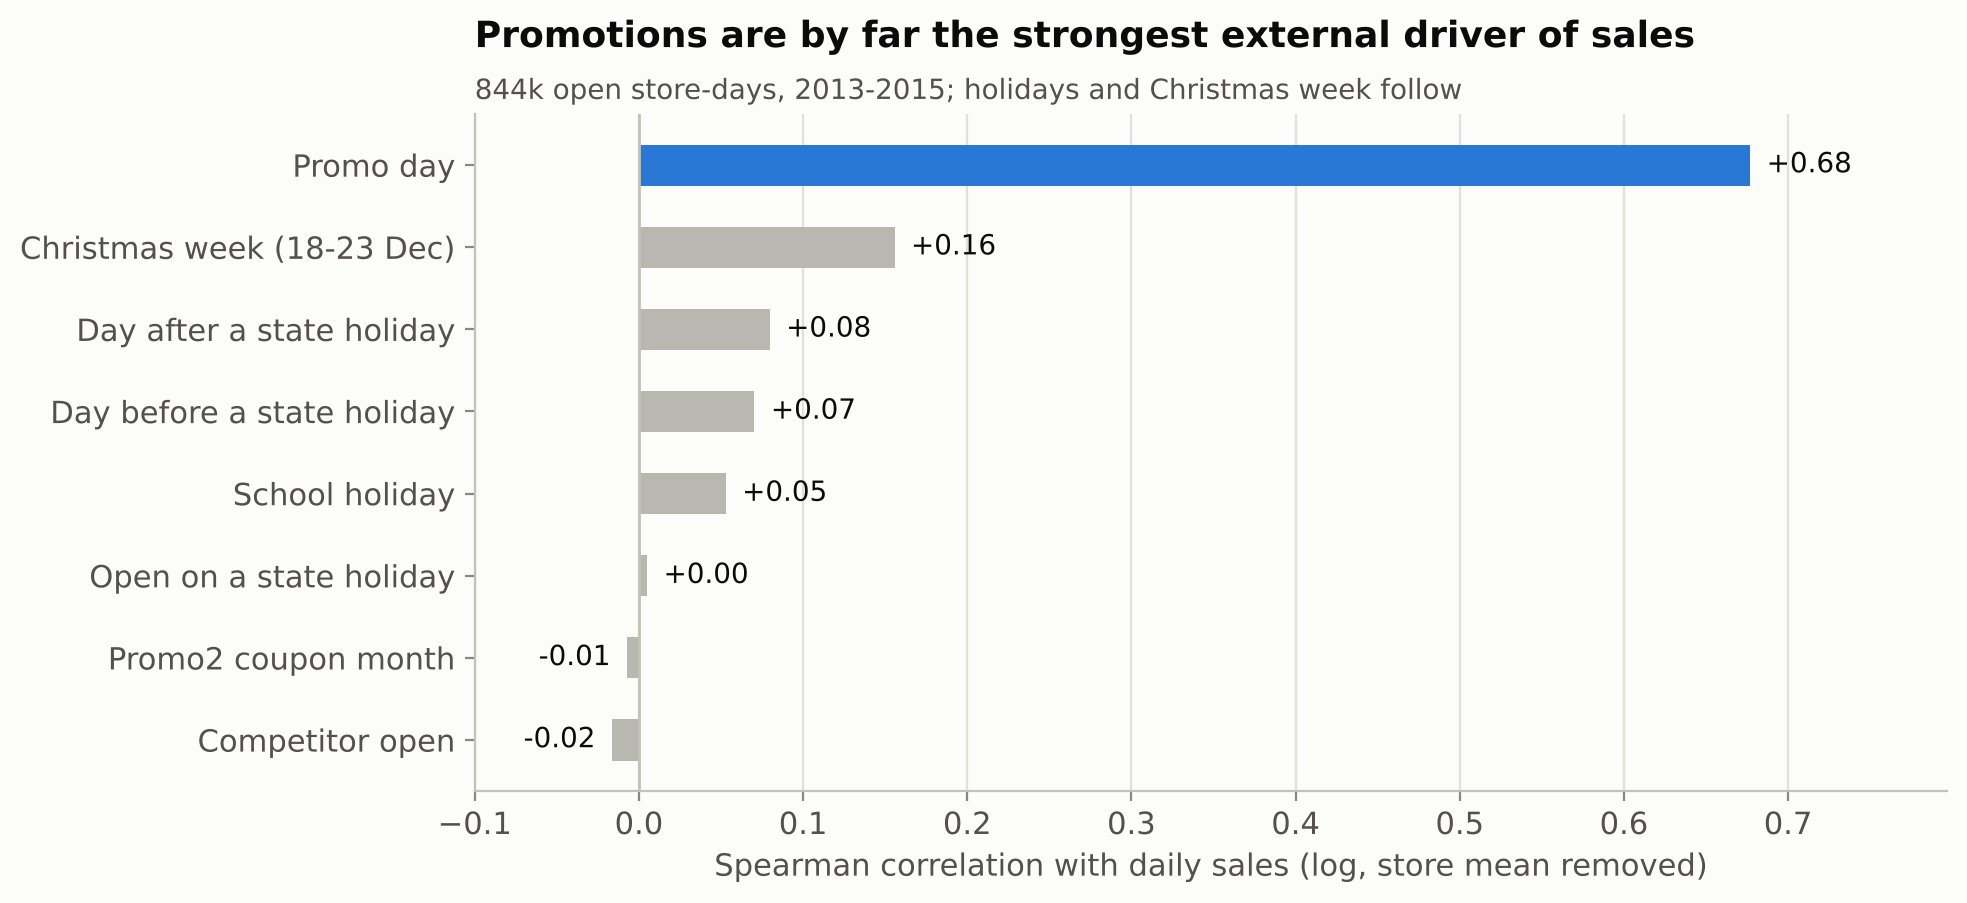 Promotions are by far the strongest external driver of sales
844k open store-days, 2013-2015; holidays and Christmas week follow
Promo day
+0.68
Christmas week (18-23 Dec)
+0.16
Day after a state holiday
+0.08
Day before a state holiday
+0.07
School holiday
+0.05
Open on a state holiday
+0.00
Promo2 coupon month
-0.01
Competitor open
-0.02
−0.1 0.0 0.1 0.2 0.3 0.4 0.5 0.6 0.7
Spearman correlation with daily sales (log, store mean removed)